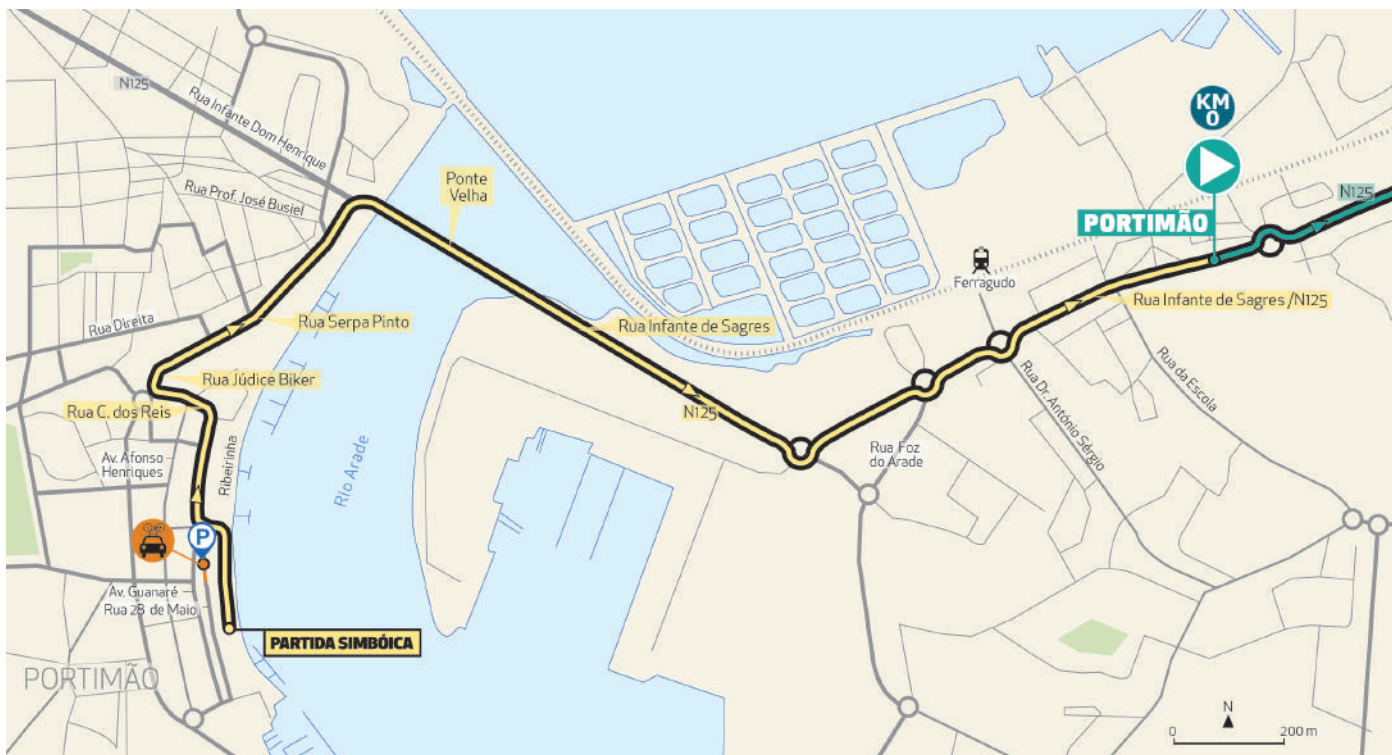 N125
Rua Infante Dom Henrique
Rua Prof. José Busiel
Ponte
Velha
KM
0
PORTIMÃO
N125
Ferragudo
Rua Infante de Sagres /N125
Rua Direita
Rua Serpa Pinto
Rua Infante de Sagres
Rua Júdice Biker
Rua C. dos Reis
N125
Rua da Escola
Rua Dr. António Sérgio
Av. Afonso
Henriques
Ribeirinha
Rio Arade
Rua Foz
do Arade
P
Av. Guanaré
Rua 28 de Maio
PARTIDA SIMBÓICA
PORTIMÃO
N
0
200 m